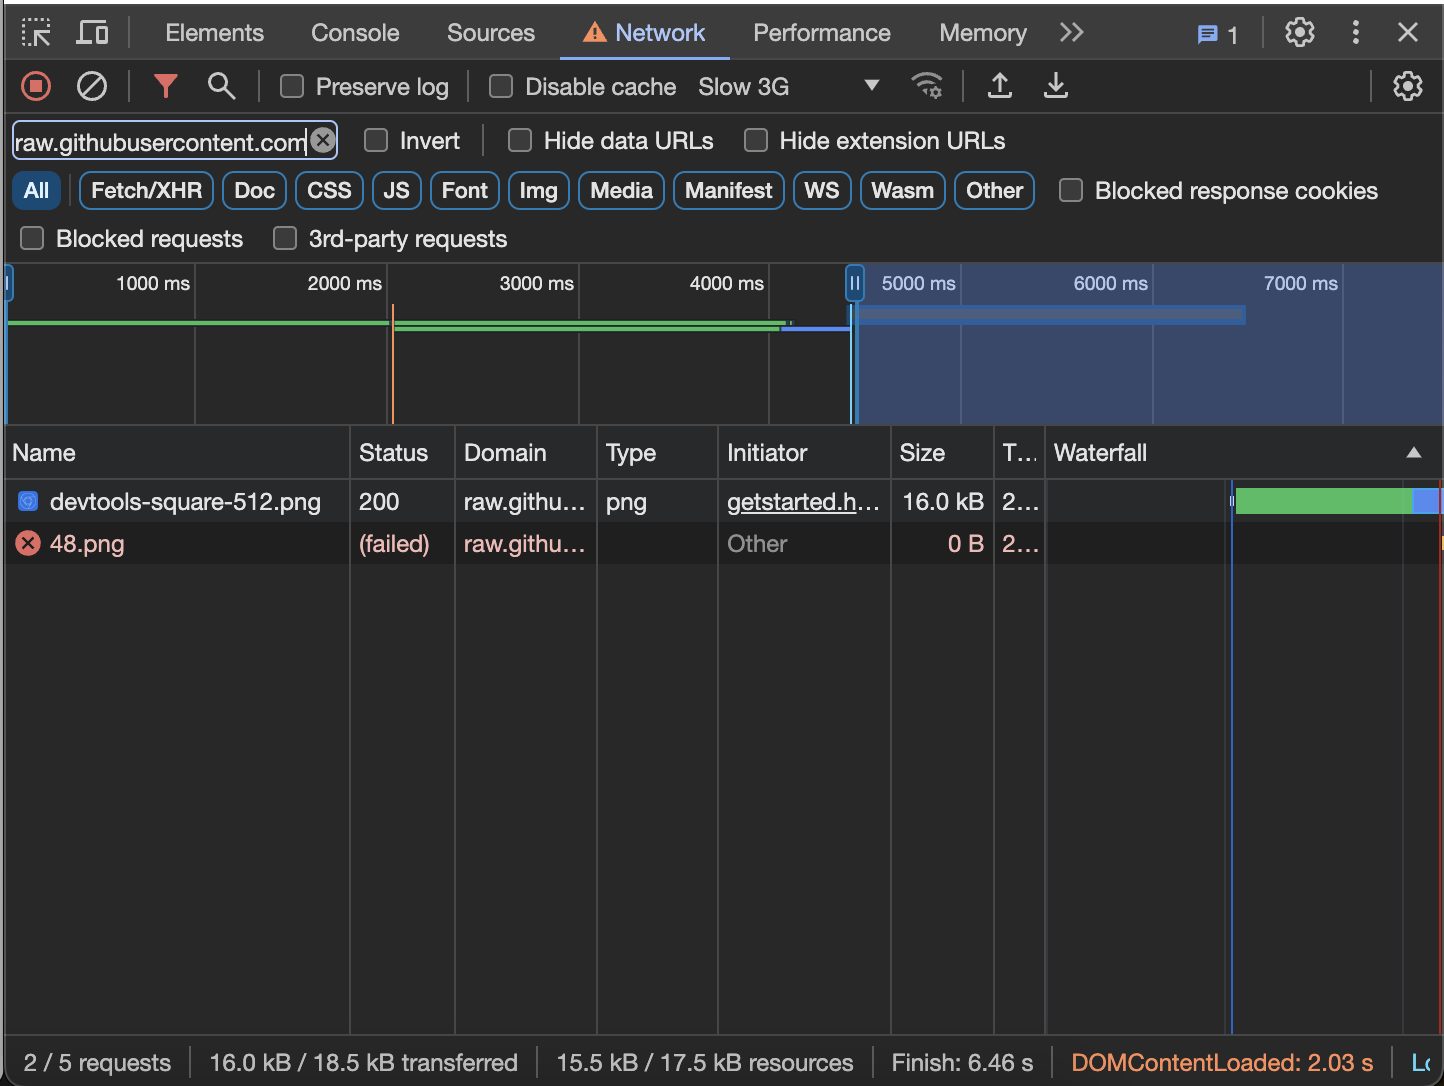 Elements Console Sources Network Performance Memory 1
Preserve log Disable cache Slow 3G
raw.githubusercontent.com Invert Hide data URLs Hide extension URLs
All Fetch/XHR Doc CSS JS Font Img Media Manifest WS Wasm Other Blocked response cookies
Blocked requests 3rd-party requests
1000 ms 2000 ms 3000 ms 4000 ms 5000 ms 6000 ms 7000 ms
Name Status Domain Type Initiator Size T... Waterfall
devtools-square-512.png 200 raw.githu... png getstarted.h... 16.0 kB 2...
48.png (failed) raw.githu... Other 0 B 2...
2 / 5 requests 16.0 kB / 18.5 kB transferred 15.5 kB / 17.5 kB resources Finish: 6.46 s DOMContentLoaded: 2.03 s